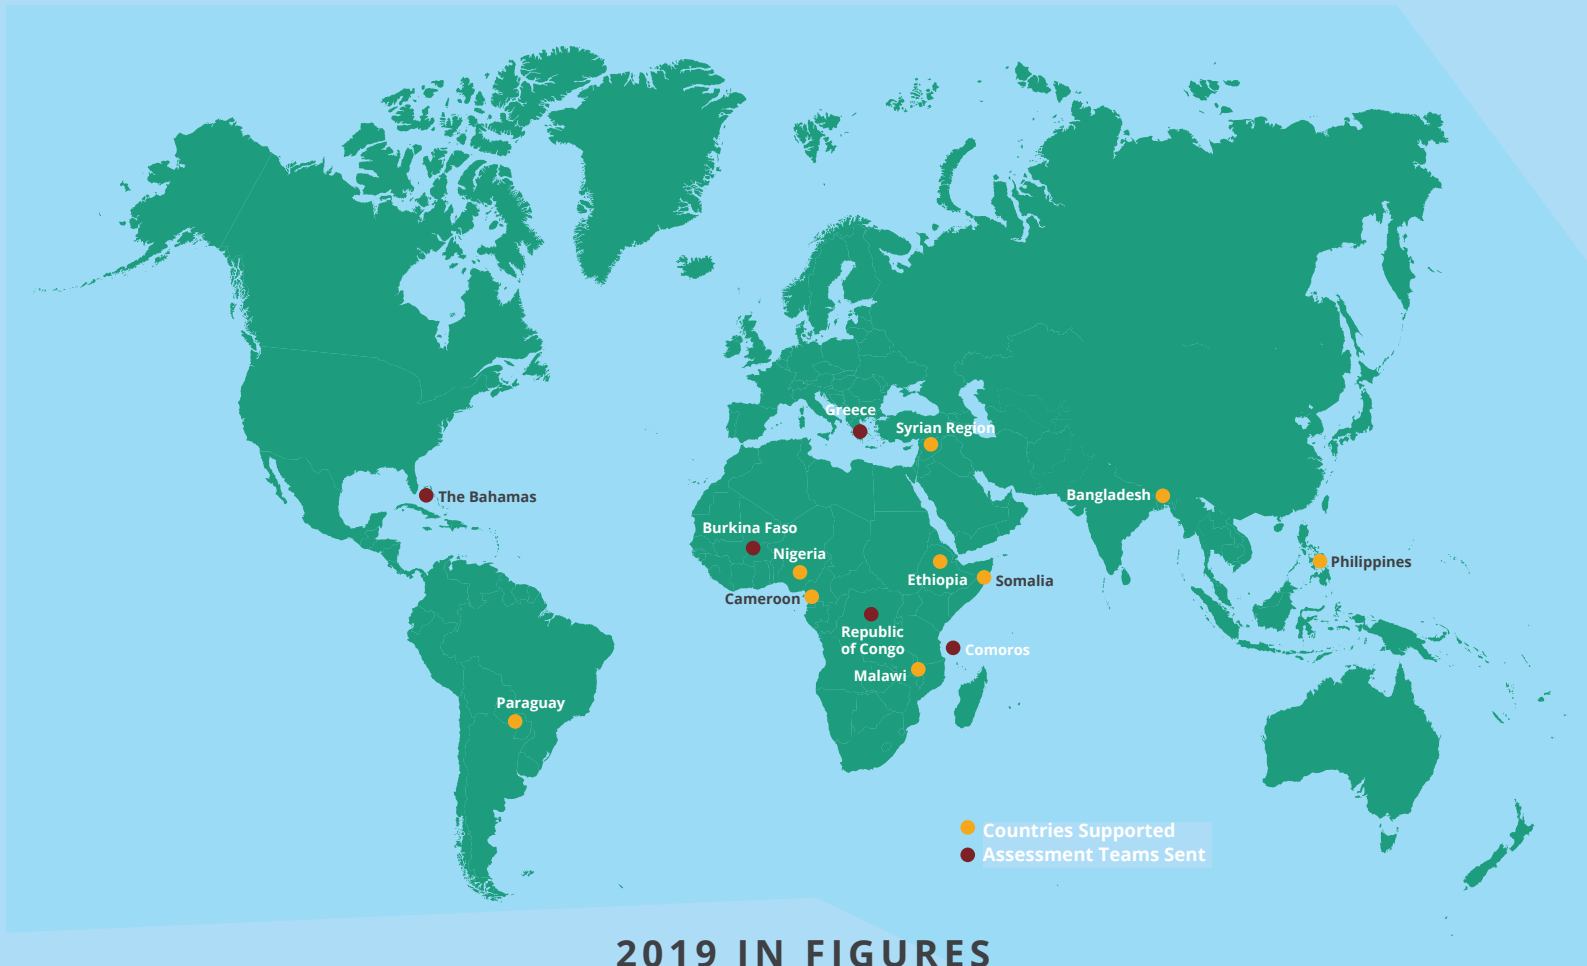 Greece
Syrian Region
The Bahamas
Bangladesh
Burkina Faso
Nigeria
Philippines
Ethiopia
Somalia
Cameroon
Republic
of Congo
Comoros
Malawi
Paraguay
Countries Supported
Assessment Teams Sent
2019 IN FIGURES